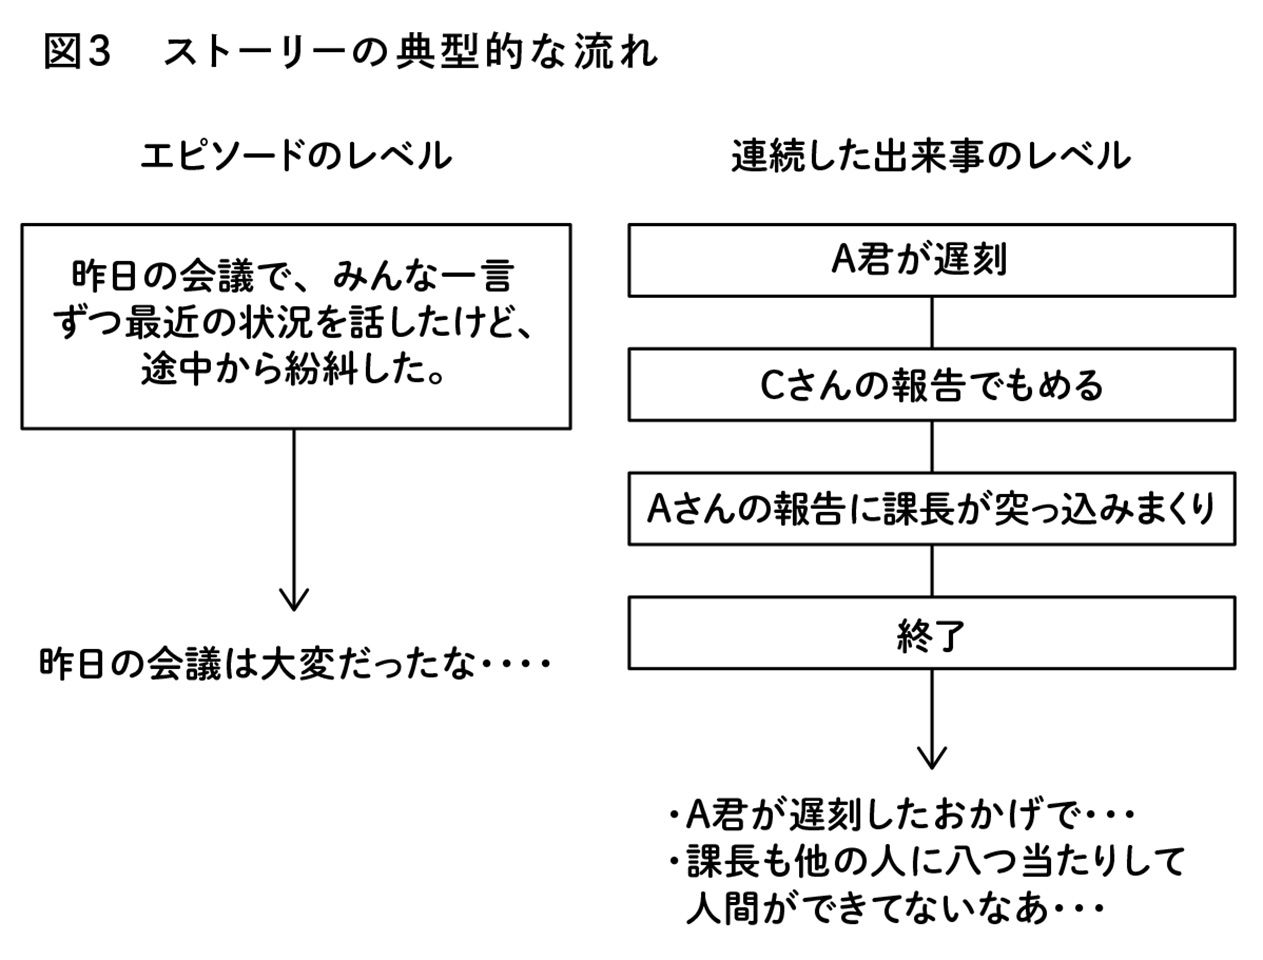 図3 ストーリーの典型的な流れ
エピソードのレベル
昨日の会議で、みんな一言
ずつ最近の状況を話したけど、
途中から紛糾した。
昨日の会議は大変だったな・・・・
連続した出来事のレベル
A君が遅刻
Cさんの報告でもめる
Aさんの報告に課長が突っ込みまくり
終了
・A君が遅刻したおかげで・・・
・課長も他の人に八つ当たりして
人間ができてないなあ・・・